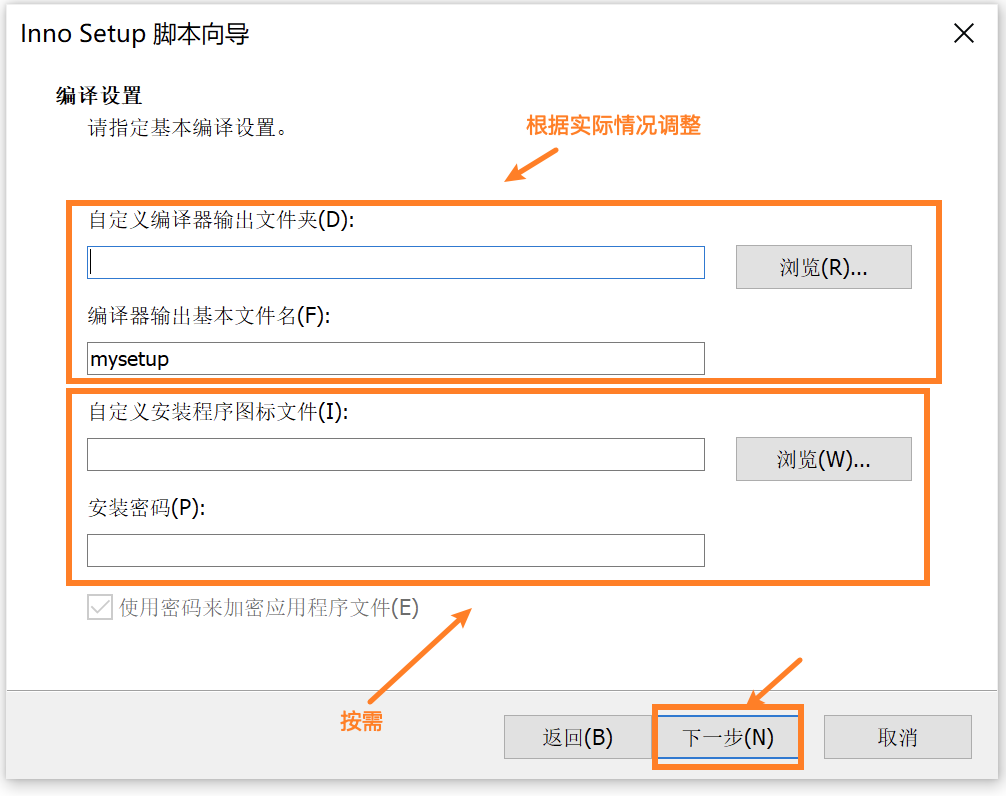 Inno Setup 脚本向导
编译设置
请指定基本编译设置。
根据实际情况调整
自定义编译器输出文件夹(D):
浏览(R)...
编译器输出基本文件名(F):
mysetup
自定义安装程序图标文件(I):
浏览(W)...
安装密码(P):
使用密码来加密应用程序文件(E)
按需
返回(B)
下一步(N)
取消